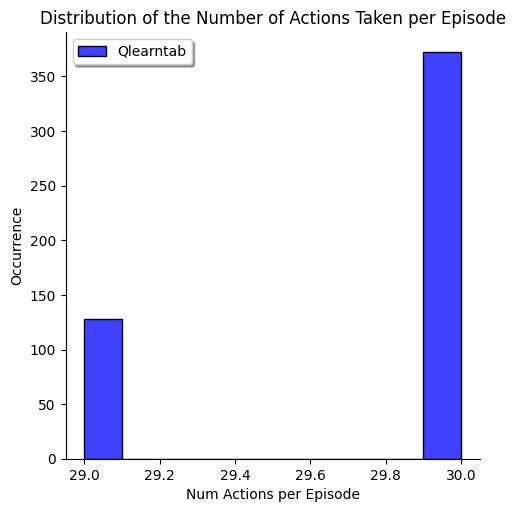 Distribution of the Number of Actions Taken per Episode
Qlearntab
350
300
250
200
150
100
50
0
Occurrence
29.0 29.2 29.4 29.6 29.8 30.0
Num Actions per Episode